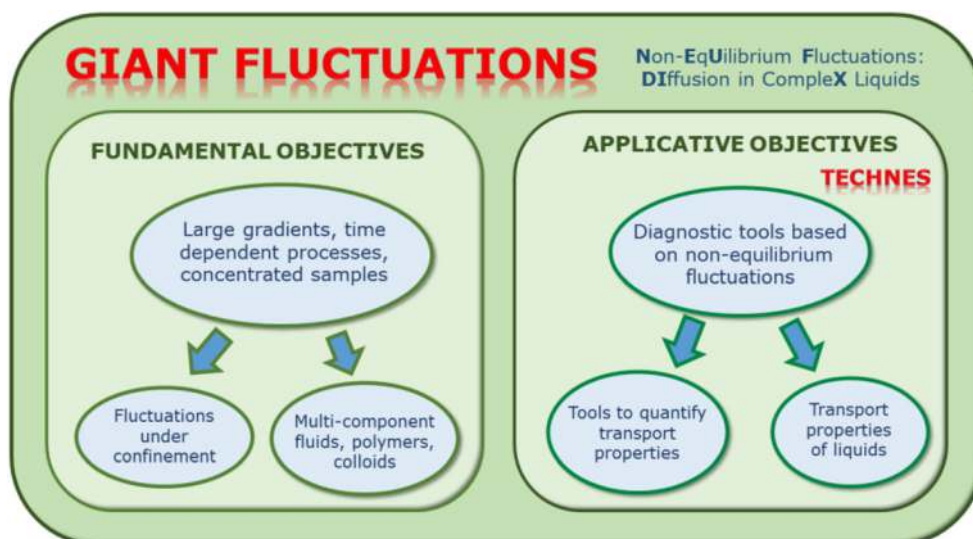 GIANT FLUCTUATIONS
Non-EqUilibrium Fluctuations:
DIffusion in CompleX Liquids
FUNDAMENTAL OBJECTIVES
Large gradients, time
dependent processes,
concentrated samples
Fluctuations
under
confinement
Multi-component
fluids, polymers,
colloids
APPLICATIVE OBJECTIVES
TECHNES
Diagnostic tools based
on non-equilibrium
fluctuations
Tools to quantify
transport
properties
Transport
properties
of liquids